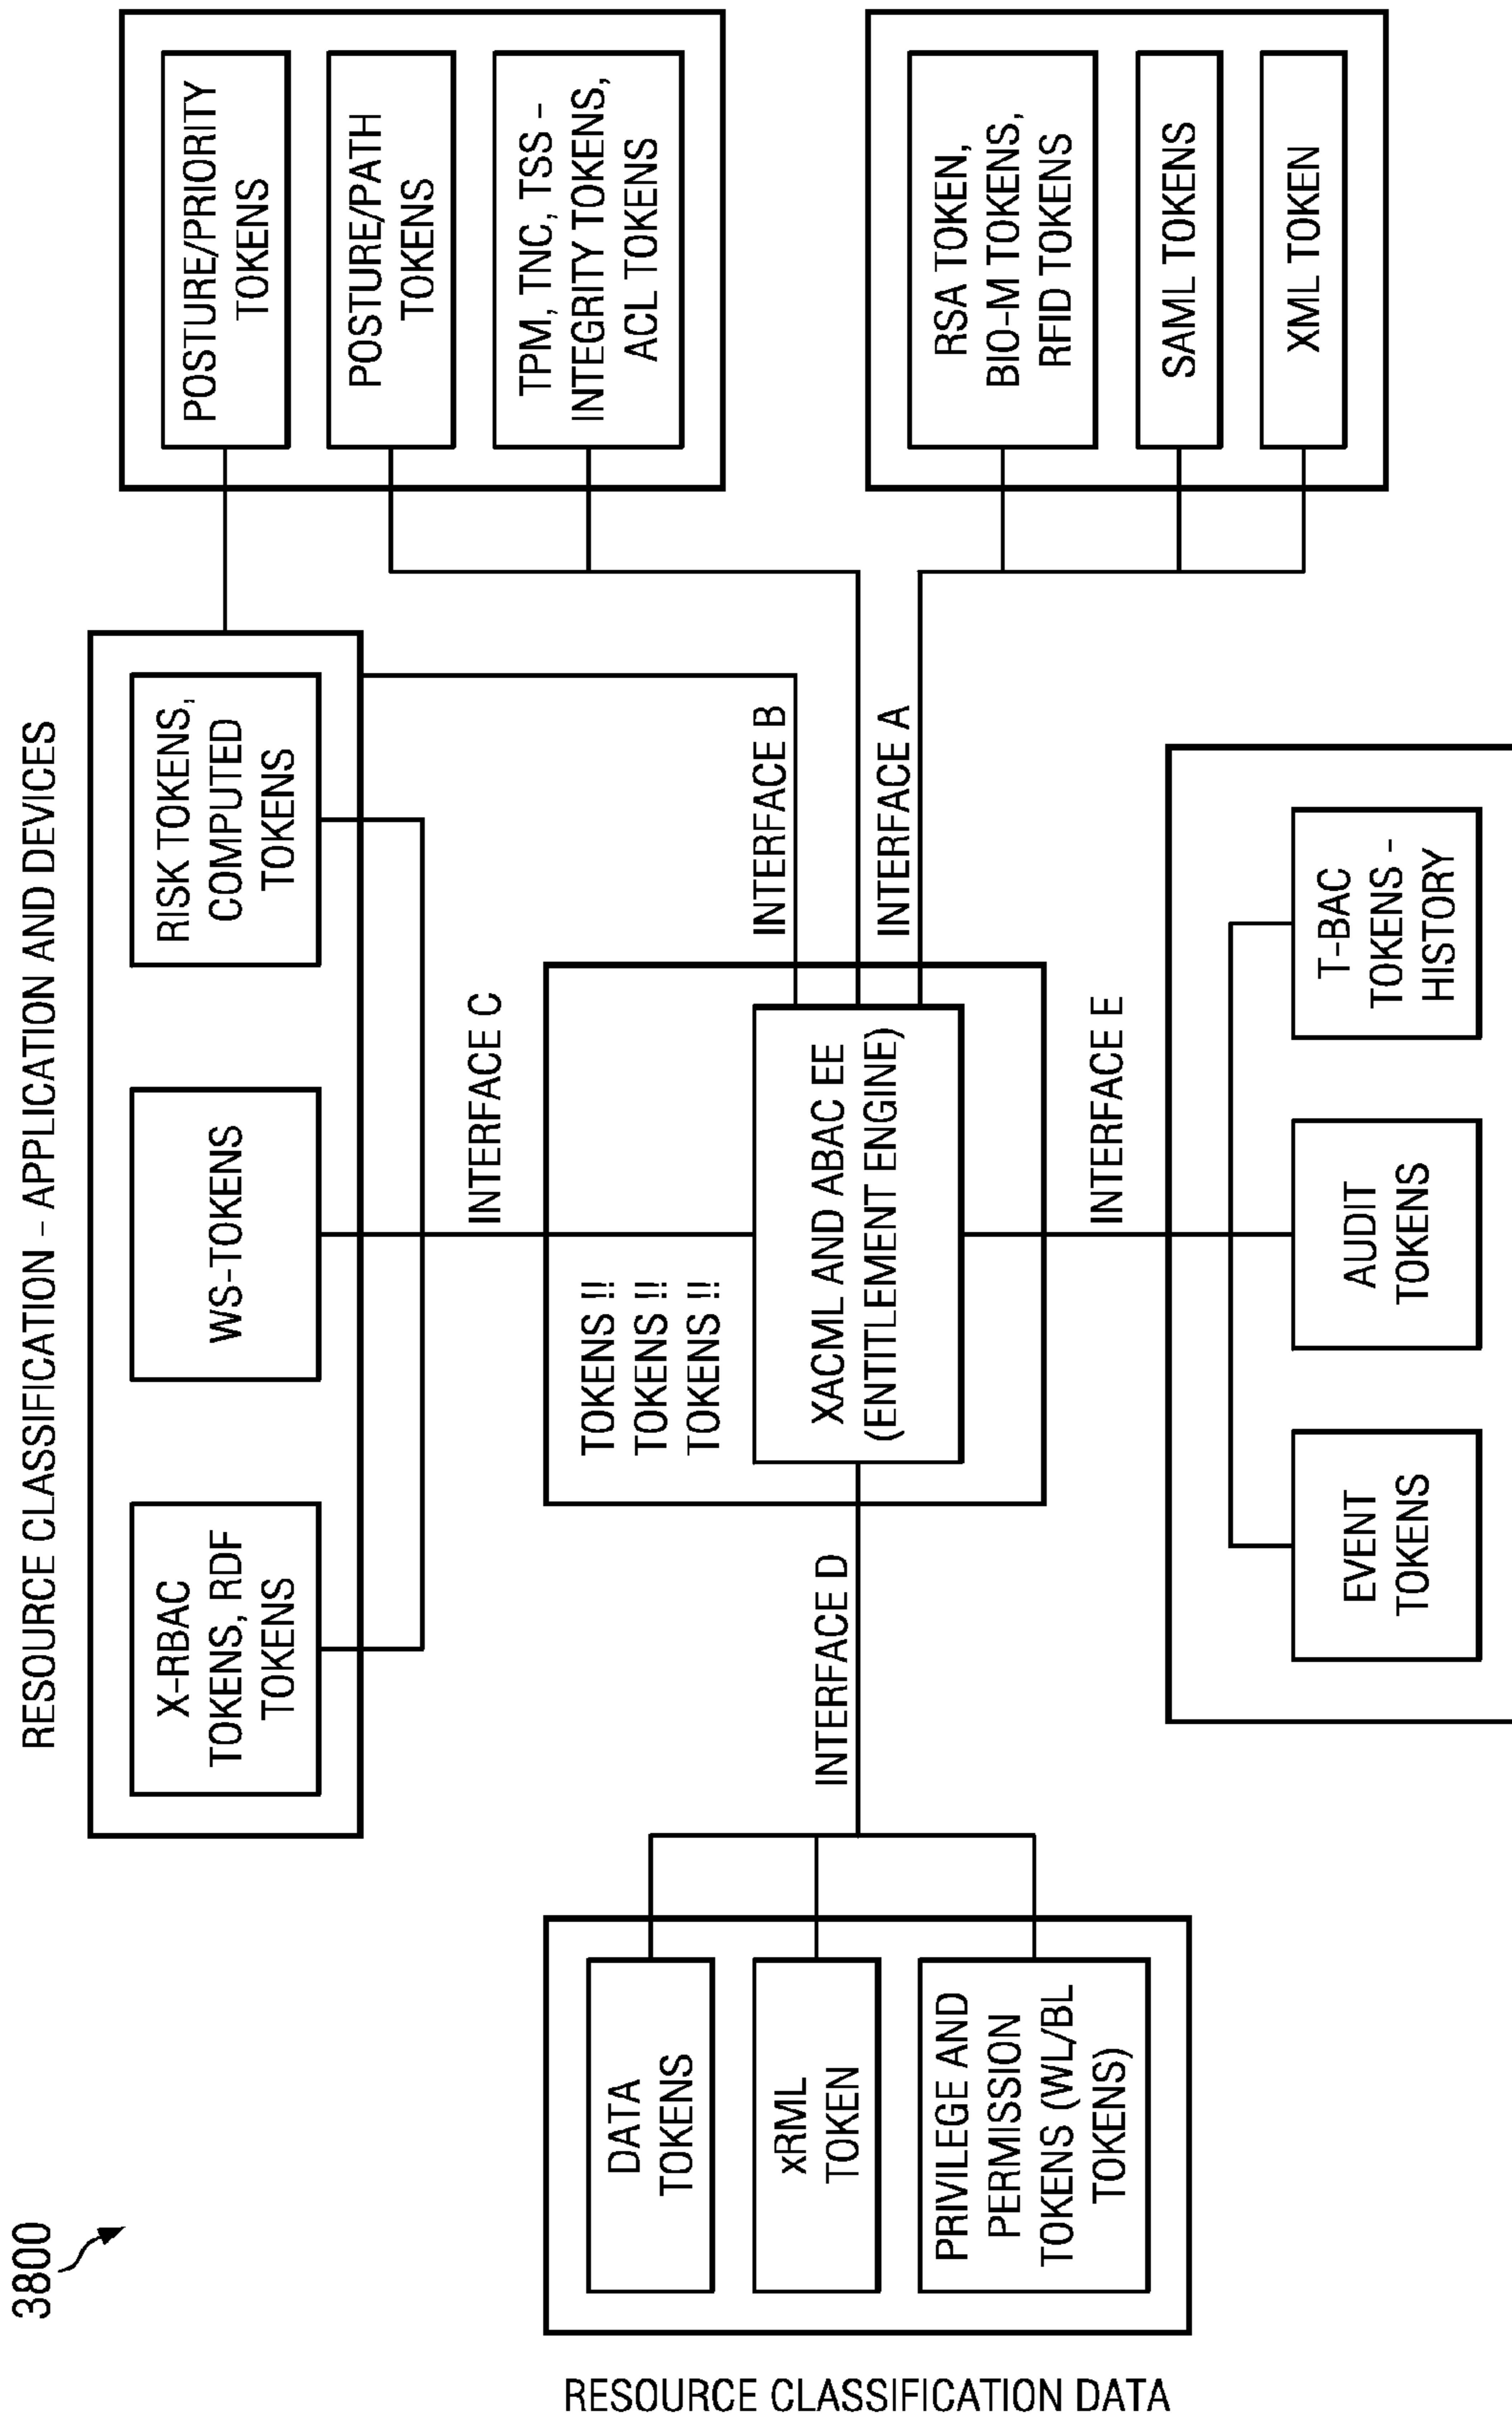 3800
RESOURCE CLASSIFICATION - APPLICATION AND DEVICES
X-RBAC
TOKENS, RDF
TOKENS
WS-TOKENS
RISK TOKENS,
COMPUTED
TOKENS
POSTURE/PRIORITY
TOKENS
POSTURE/PATH
TOKENS
TPM, TNC, TSS -
INTEGRITY TOKENS,
ACL TOKENS
INTERFACE C
INTERFACE B
INTERFACE A
TOKENS !!
TOKENS !!
TOKENS !!
XACML AND ABAC EE
(ENTITLEMENT ENGINE)
INTERFACE D
INTERFACE E
DATA
TOKENS
xRML
TOKEN
PRIVILEGE AND
PERMISSION
TOKENS (WL/BL
TOKENS)
RESOURCE CLASSIFICATION DATA
RSA TOKEN,
BIO-M TOKENS,
RFID TOKENS
SAML TOKENS
XML TOKEN
EVENT
TOKENS
AUDIT
TOKENS
T-BAC
TOKENS -
HISTORY